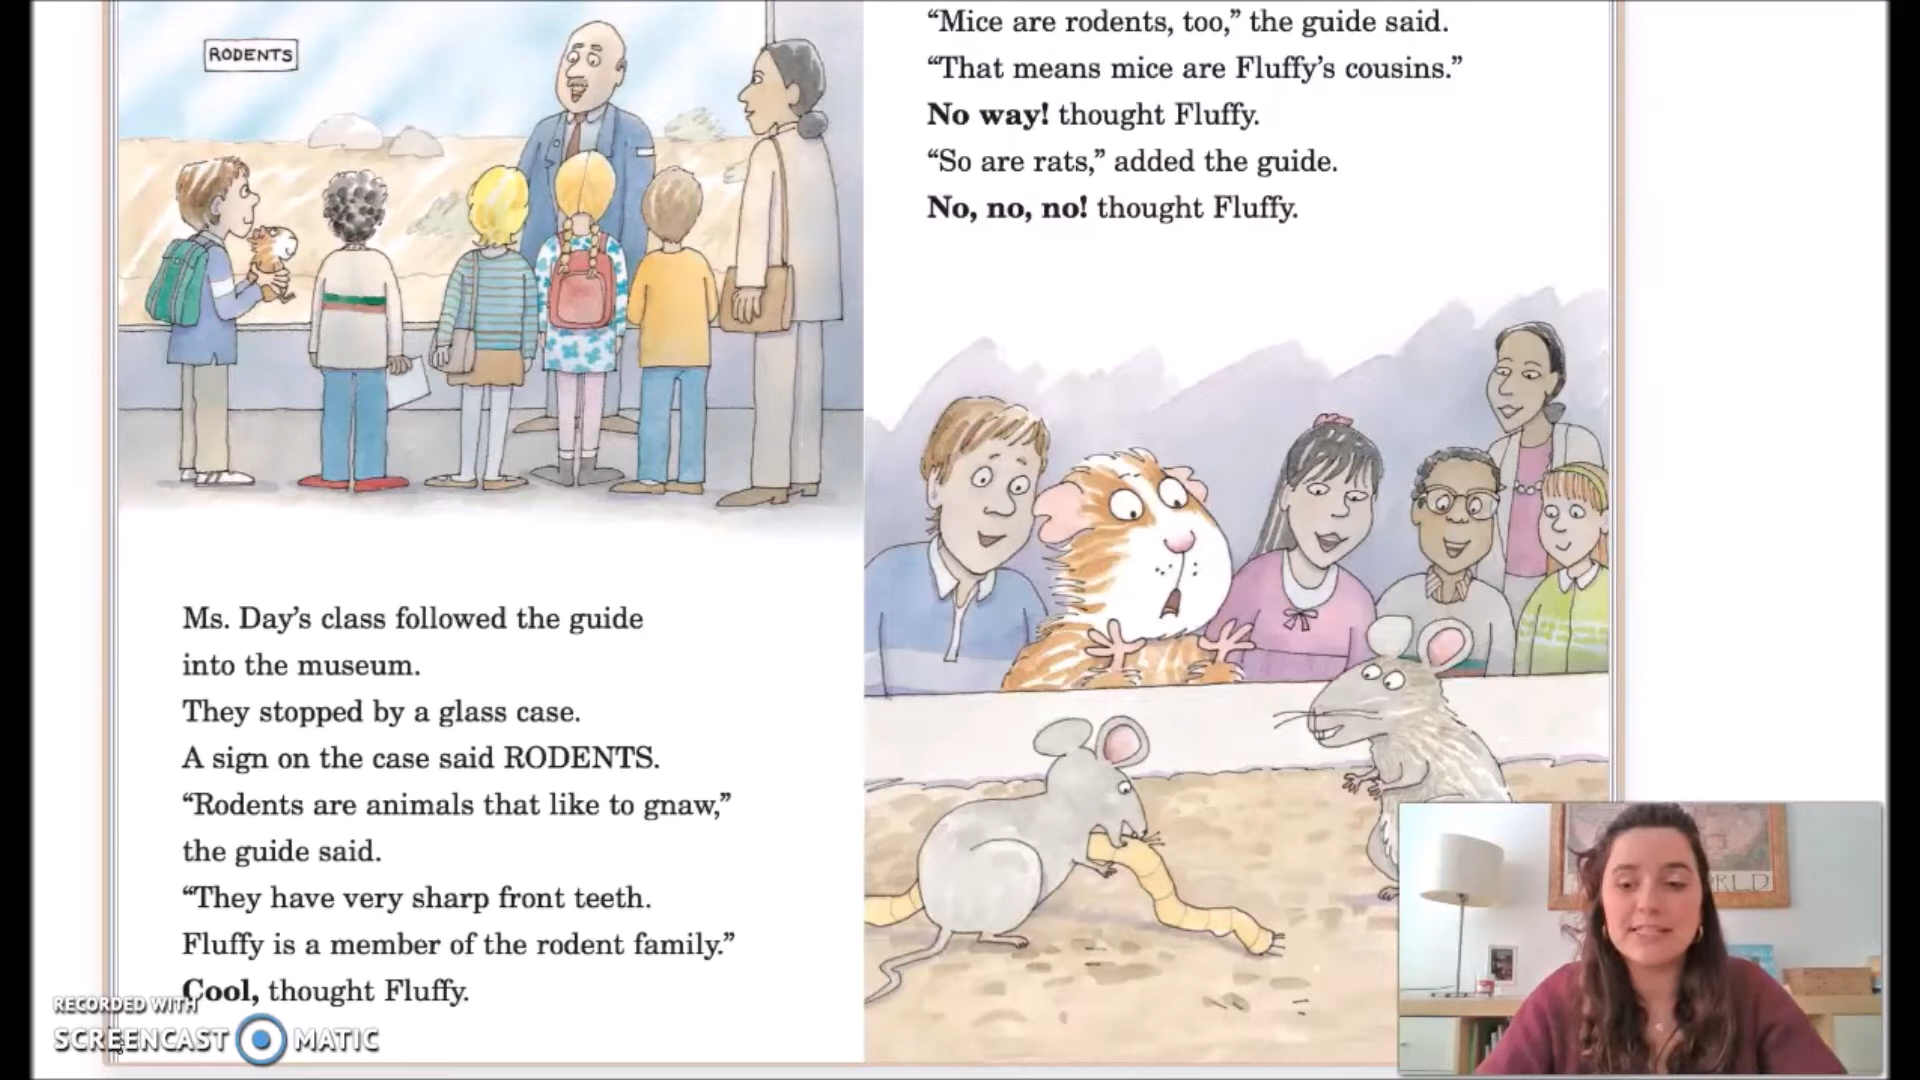 RODENTS
Ms. Day's class followed the guide
into the museum.
They stopped by a glass case.
A sign on the case said RODENTS.
“Rodents are animals that like to gnaw,”
the guide said.
“They have very sharp front teeth.
Fluffy is a member of the rodent family.”
Cool, thought Fluffy.
“Mice are rodents, too,” the guide said.
“That means mice are Fluffy’s cousins.”
No way! thought Fluffy.
“So are rats,” added the guide.
No, no, no! thought Fluffy.
RECORDED WITH
SCREENCAST MATIC